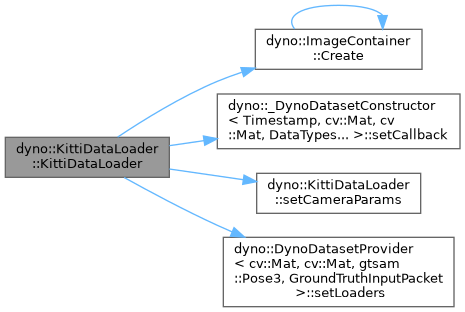 dyno::ImageContainer
::Create
dyno::_DynoDatasetConstructor
< Timestamp, cv::Mat, cv
::Mat, DataTypes... >::setCallback
dyno::KittiDataLoader
::KittiDataLoader
dyno::KittiDataLoader
::setCameraParams
dyno::DynoDatasetProvider
< cv::Mat, cv::Mat, gtsam
::Pose3, GroundTruthInputPacket
>::setLoaders